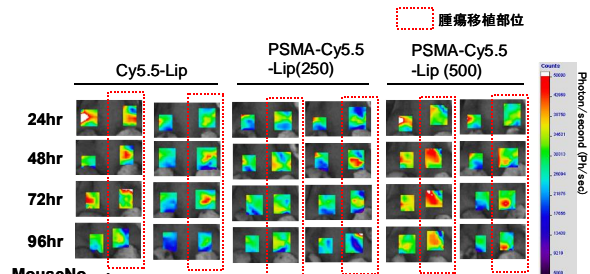 腫瘍移植部位
Cy5.5-Lip
PSMA-Cy5.5
-Lip(250)
PSMA-Cy5.5
-Lip (500)
24hr
48hr
72hr
96hr
MouseNo
Counts
Photon/second (Ph/sec)